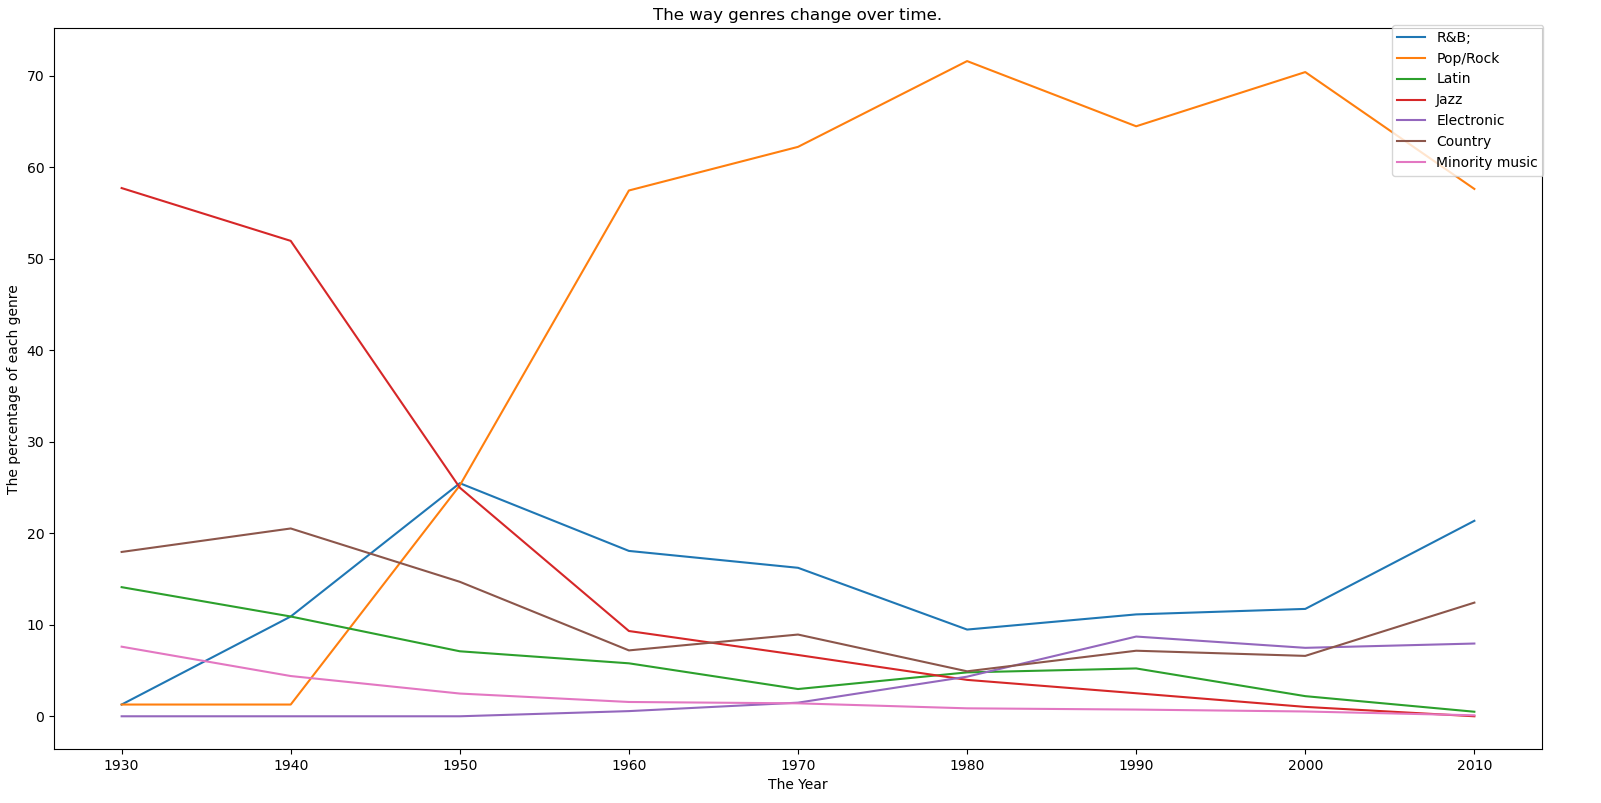 The way genres change over time.
R&B;
Pop/Rock
Latin
Jazz
Electronic
Country
Minority music
The percentage of each genre
70
60
50
40
30
20
10
0
1930 1940 1950 1960 1970 1980 1990 2000 2010
The Year